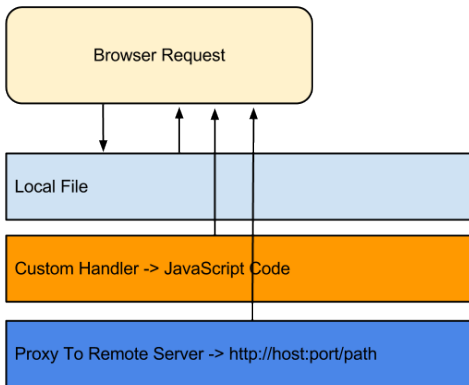 Browser Request
Local File
Custom Handler -> JavaScript Code
Proxy To Remote Server -> http://host:port/path